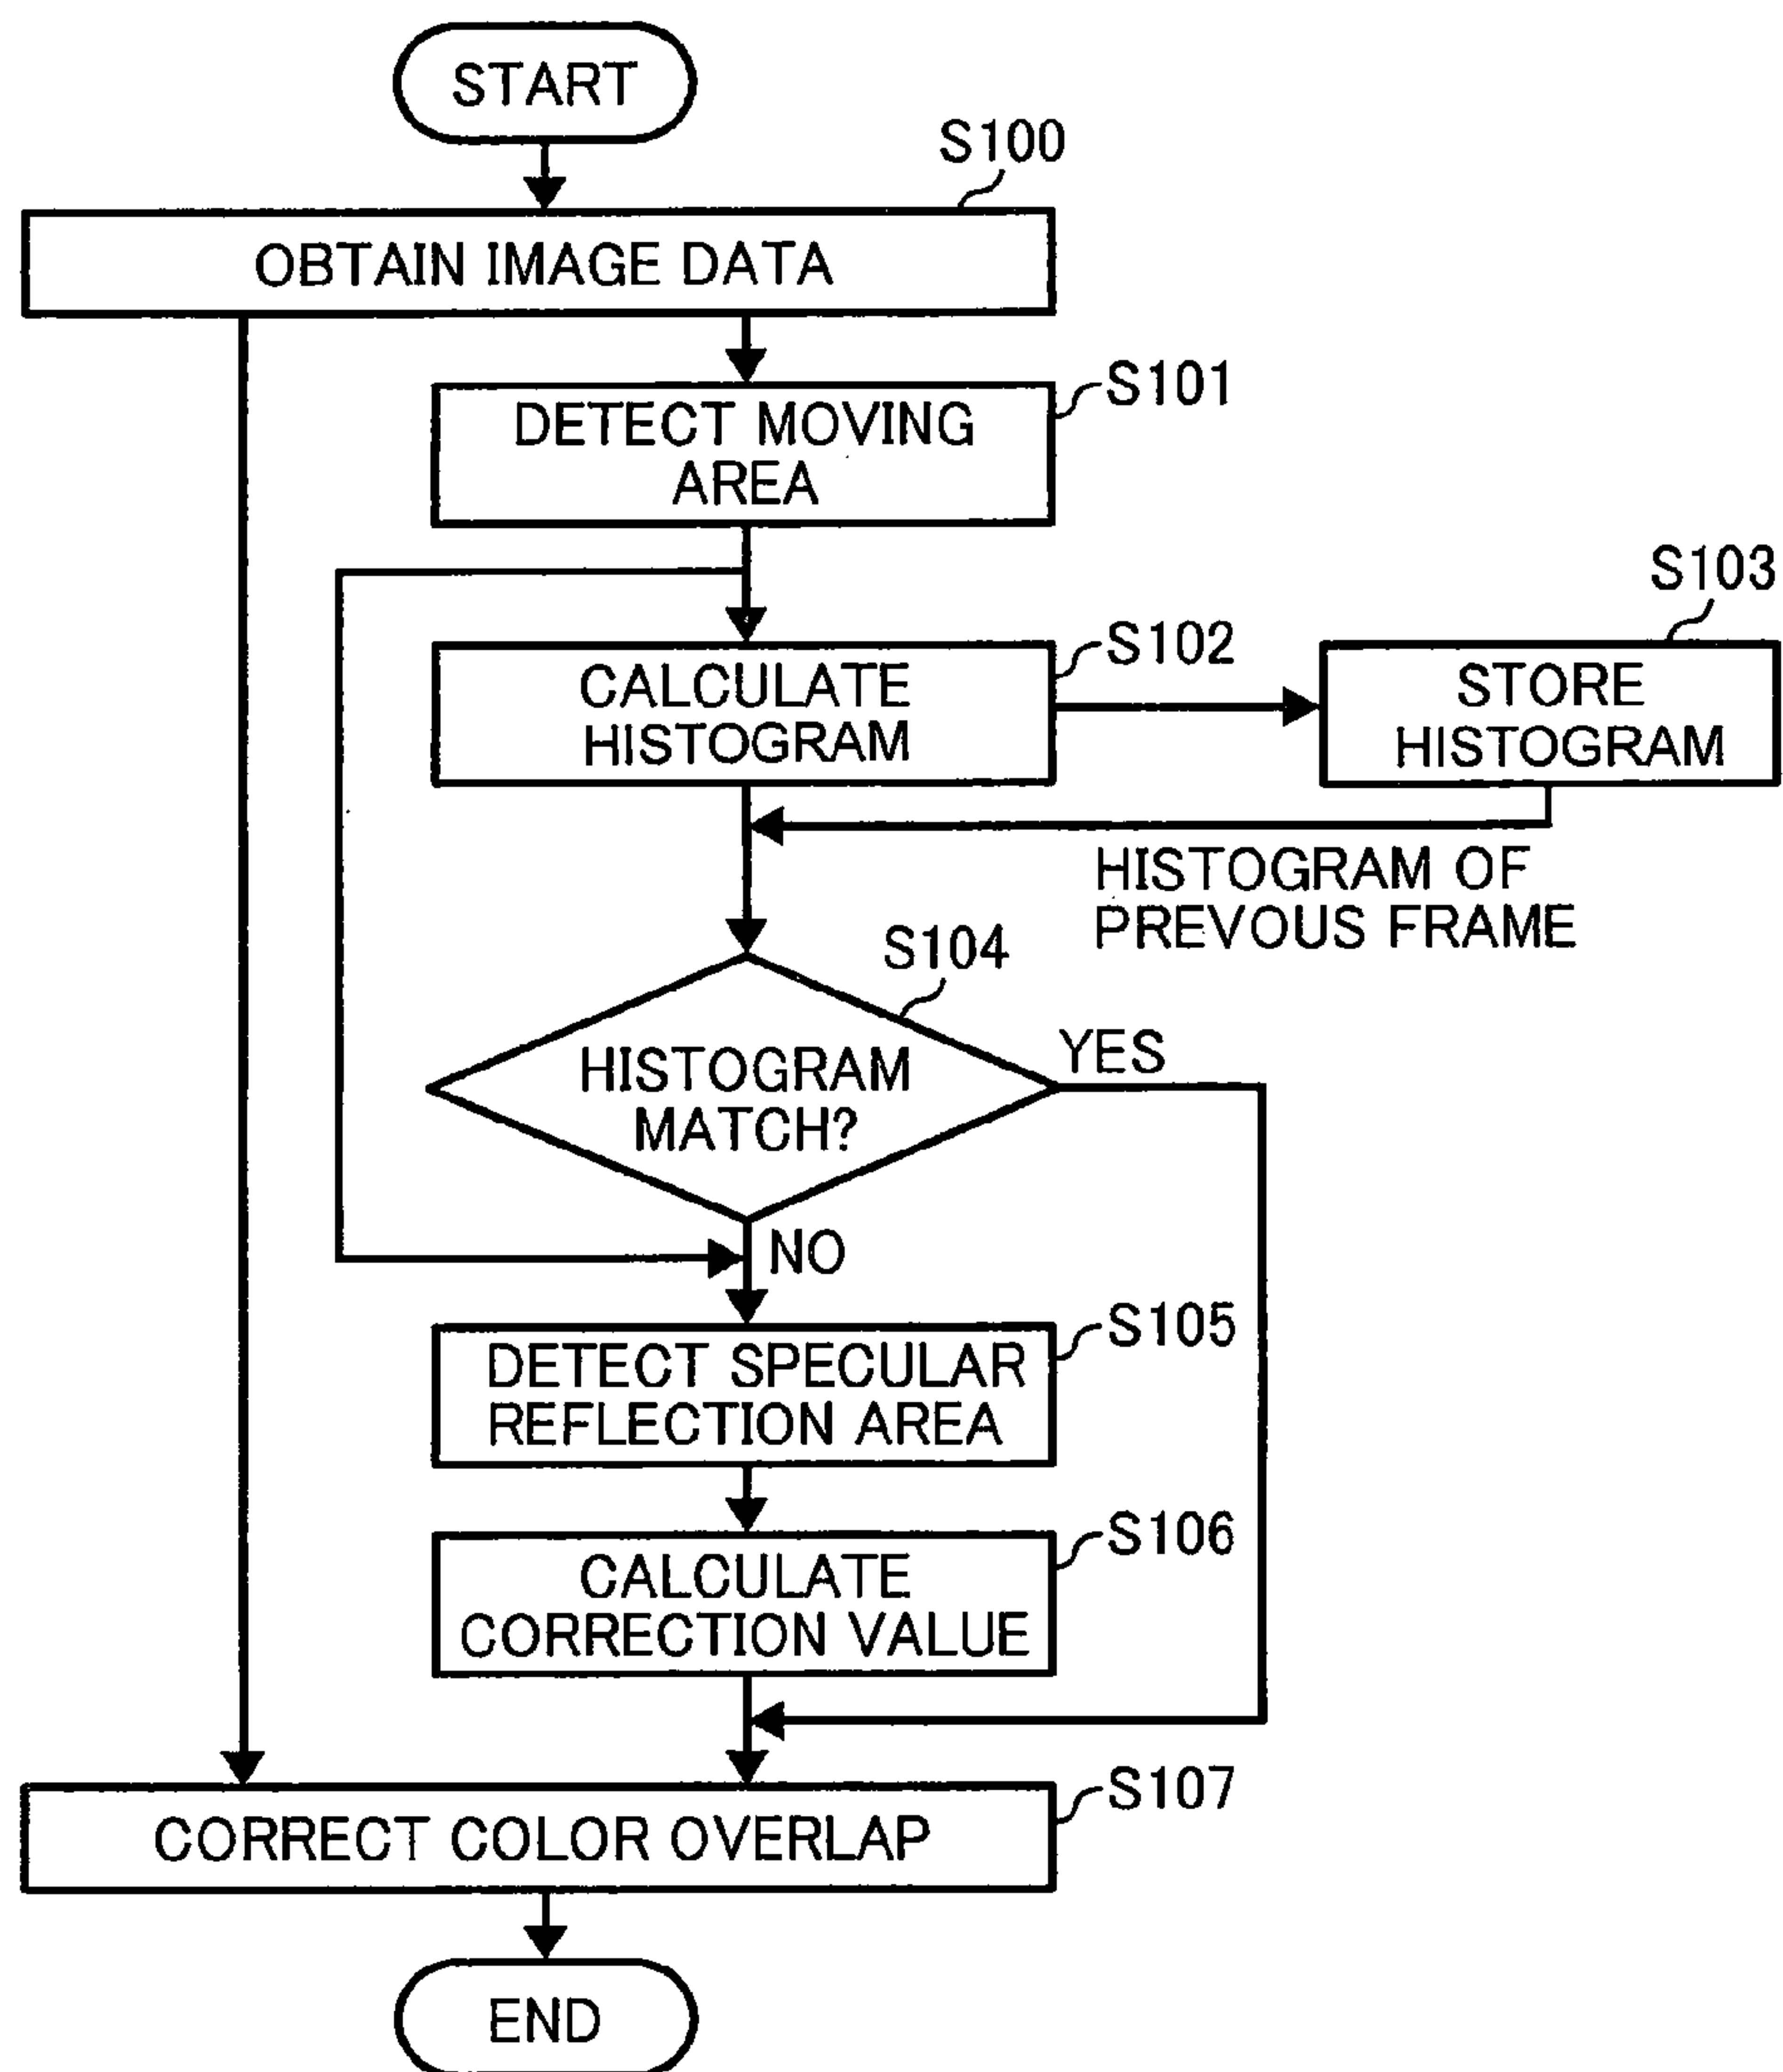 START
S100
OBTAIN IMAGE DATA
S101
DETECT MOVING
AREA
S103
S102
CALCULATE
HISTOGRAM
STORE
HISTOGRAM
HISTOGRAM OF
PREVOUS FRAME
S104
YES
HISTOGRAM
MATCH?
NO
S105
DETECT SPECULAR
REFLECTION AREA
S106
CALCULATE
CORRECTION VALUE
S107
CORRECT COLOR OVERLAP
END